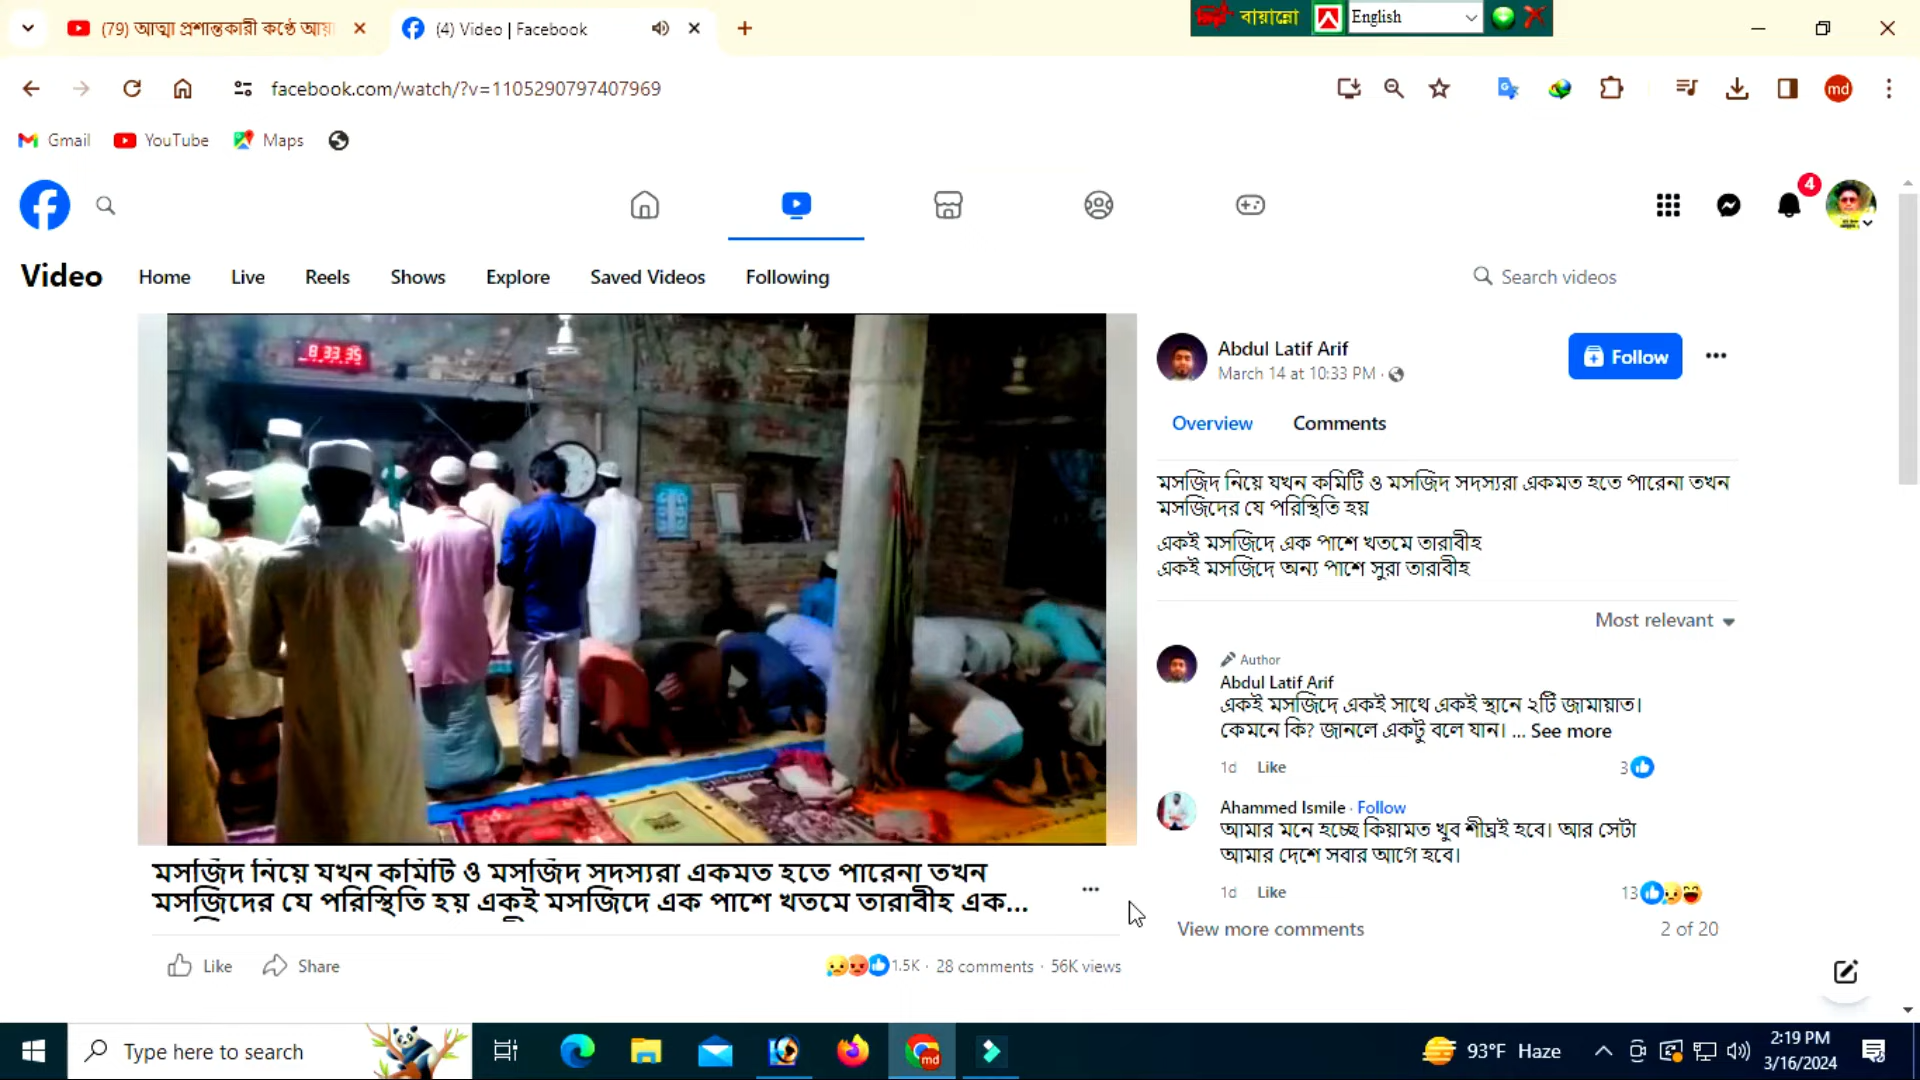 (79) আত্মা প্রশান্তকারী কণ্ঠে আয়
(4) Video | Facebook
বায়ান্নো
English
facebook.com/watch/?v=1105290797407969
md
Gmail
YouTube
Maps
4
Video
Home
Live
Reels
Shows
Explore
Saved Videos
Following
Search videos
8 33 35
Abdul Latif Arif
March 14 at 10:33 PM ·
Follow
Overview
Comments
মসজিদ নিয়ে যখন কমিটি ও মসজিদ সদস্যরা একমত হতে পারেনা তখন
মসজিদের যে পরিস্থিতি হয়
একই মসজিদে এক পাশে খতমে তারাবীহ
একই মসজিদে অন্য পাশে সুরা তারাবীহ
Most relevant
Author
Abdul Latif Arif
একই মসজিদে একই সাথে একই স্থানে ২টি জামায়াত।
কেমনে কি? জানলে একটু বলে যান। ... See more
1d Like
3
Ahammed Ismile · Follow
আমার মনে হচ্ছে কিয়ামত খুব শীঘ্রই হবে। আর সেটা
আমার দেশে সবার আগে হবে।
1d Like
13
View more comments
2 of 20
মসজিদ নিয়ে যখন কমিটি ও মসজিদ সদস্যরা একমত হতে পারেনা তখন
মসজিদের যে পরিস্থিতি হয় একই মসজিদে এক পাশে খতমে তারাবীহ এক...
Like
Share
1.5K · 28 comments · 56K views
Type here to search
md
93°F Haze
2:19 PM
3/16/2024